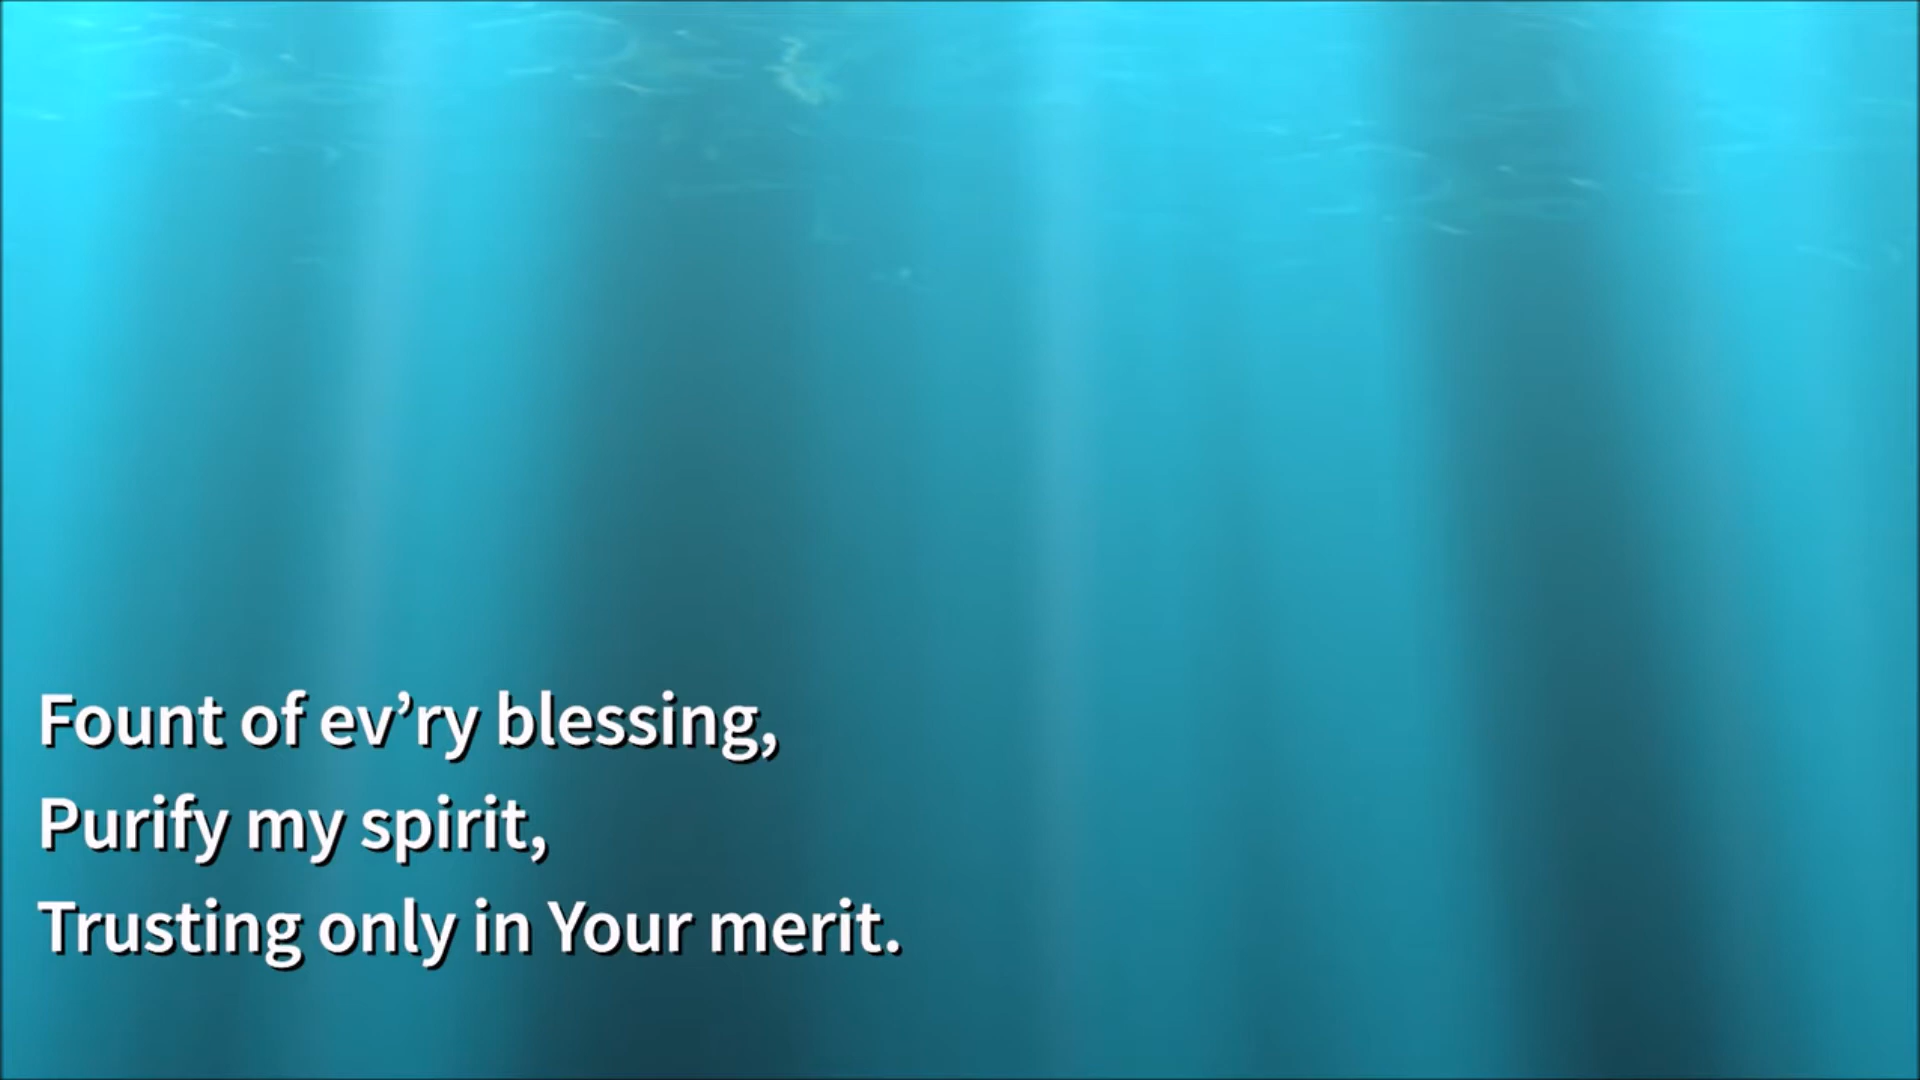 Fount of ev’ry blessing,
Purify my spirit,
Trusting only in Your merit.